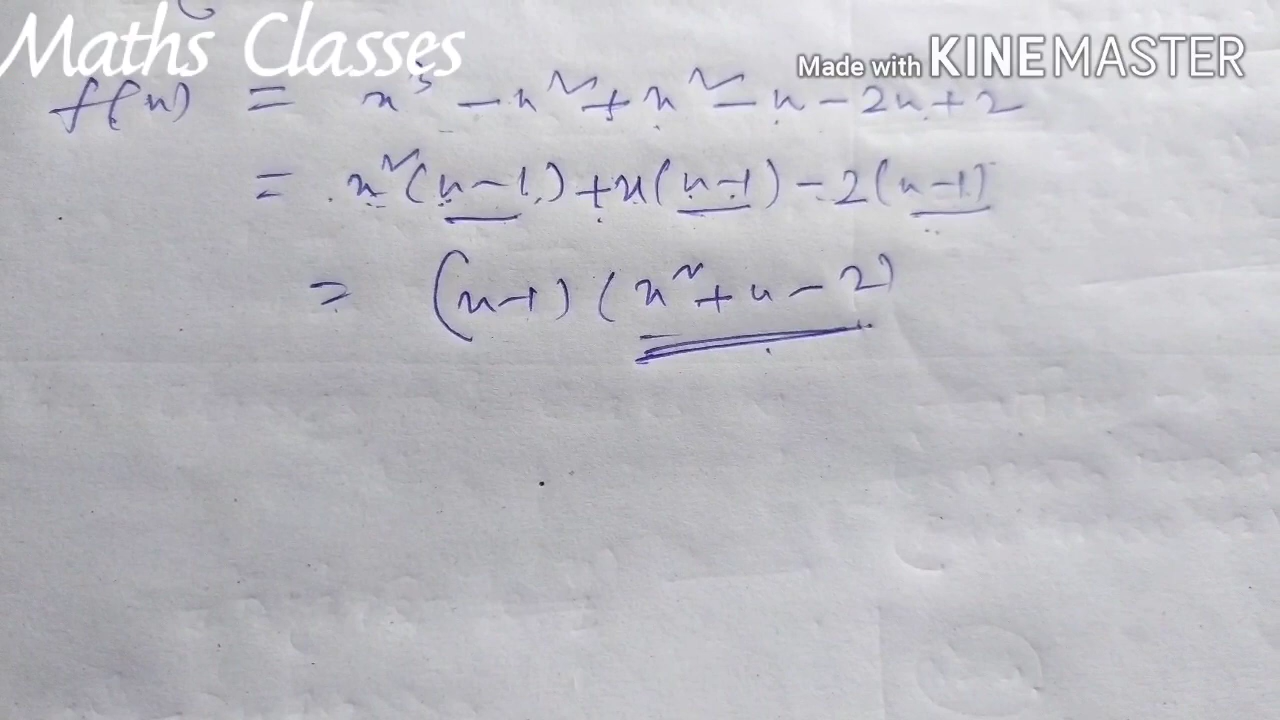 Maths Classes
Made with KINEMASTER
f(x) = x³ - x² + x² - x - 2x + 2
= x²(x-1) + x(x-1) - 2(x-1)
= (x-1) (x² + x - 2)